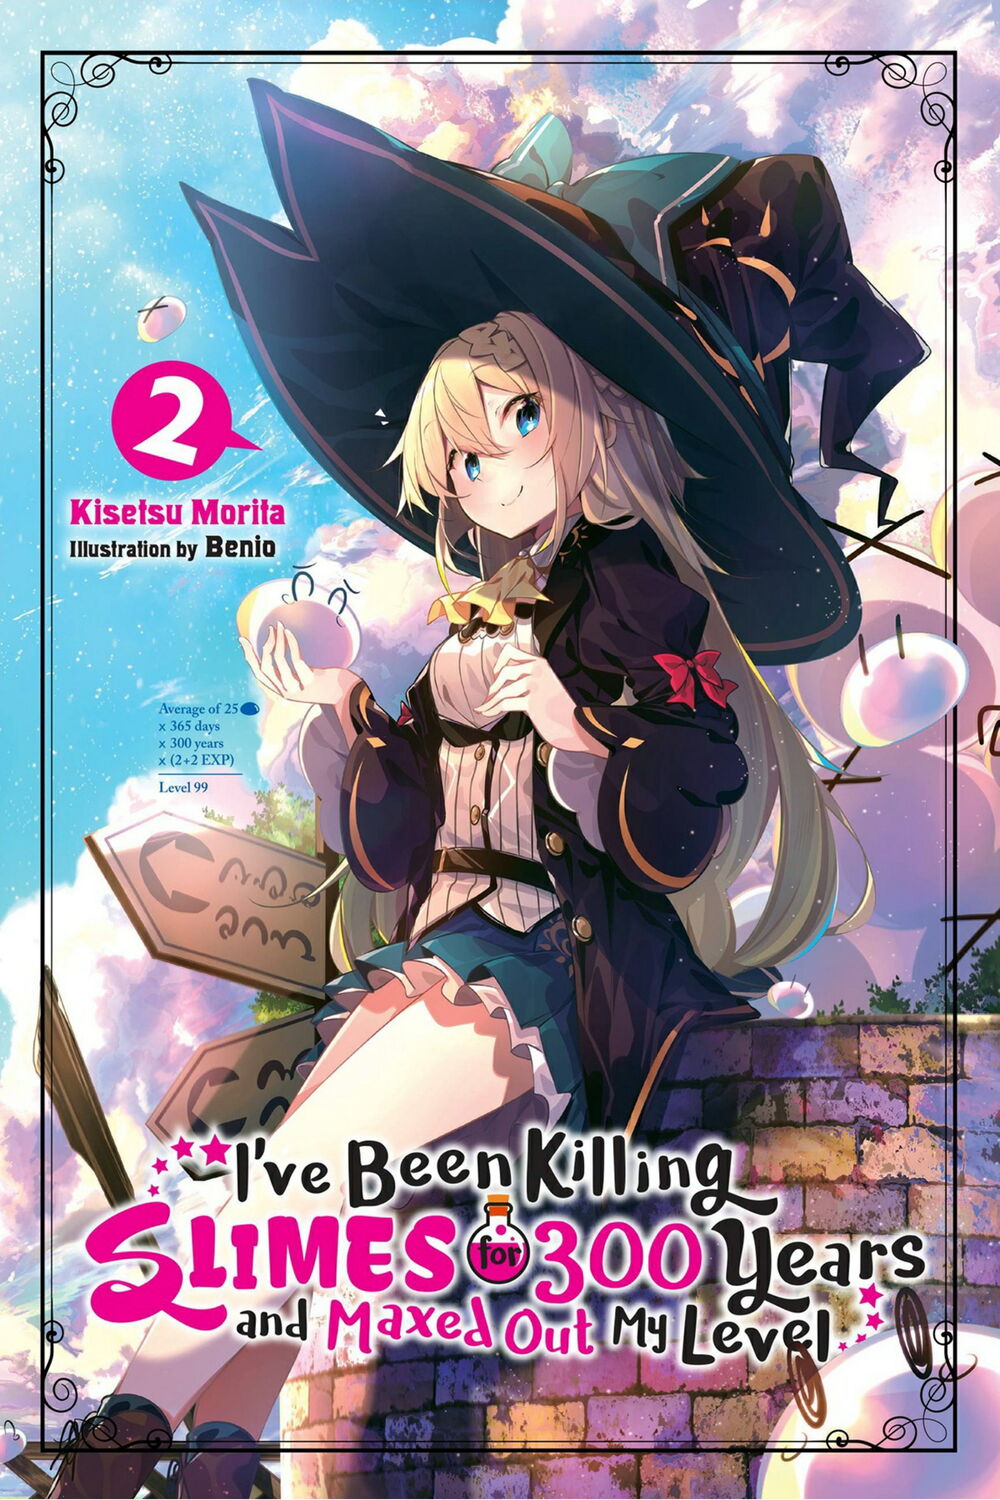 2
Kisetsu Morita
Illustration by Benio
Average of 25
x 365 days
x 300 years
x (2+2 EXP)
Level 99
I've Been Killing
SLIMES for 300 Years
and Maxed Out My Level